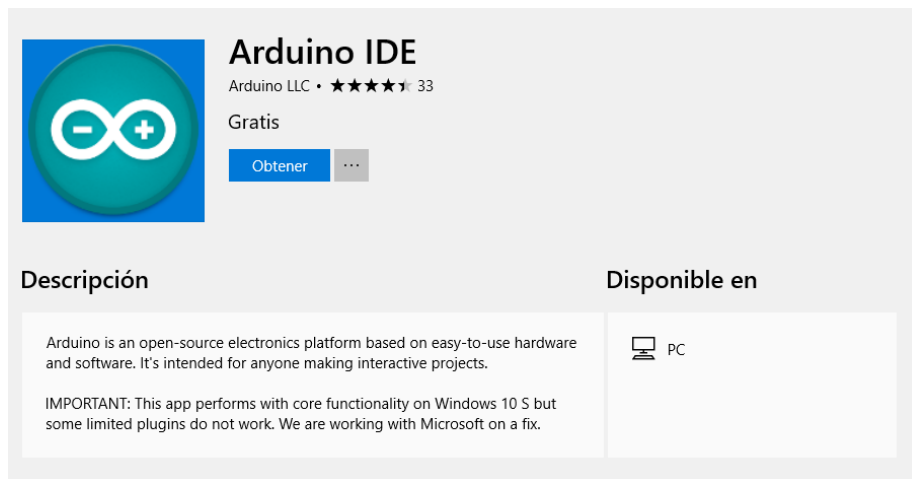 Arduino IDE
Arduino LLC • ★★★★⯨ 33
Gratis
Obtener ...
Descripción
Arduino is an open-source electronics platform based on easy-to-use hardware
and software. It's intended for anyone making interactive projects.
IMPORTANT: This app performs with core functionality on Windows 10 S but
some limited plugins do not work. We are working with Microsoft on a fix.
Disponible en
PC